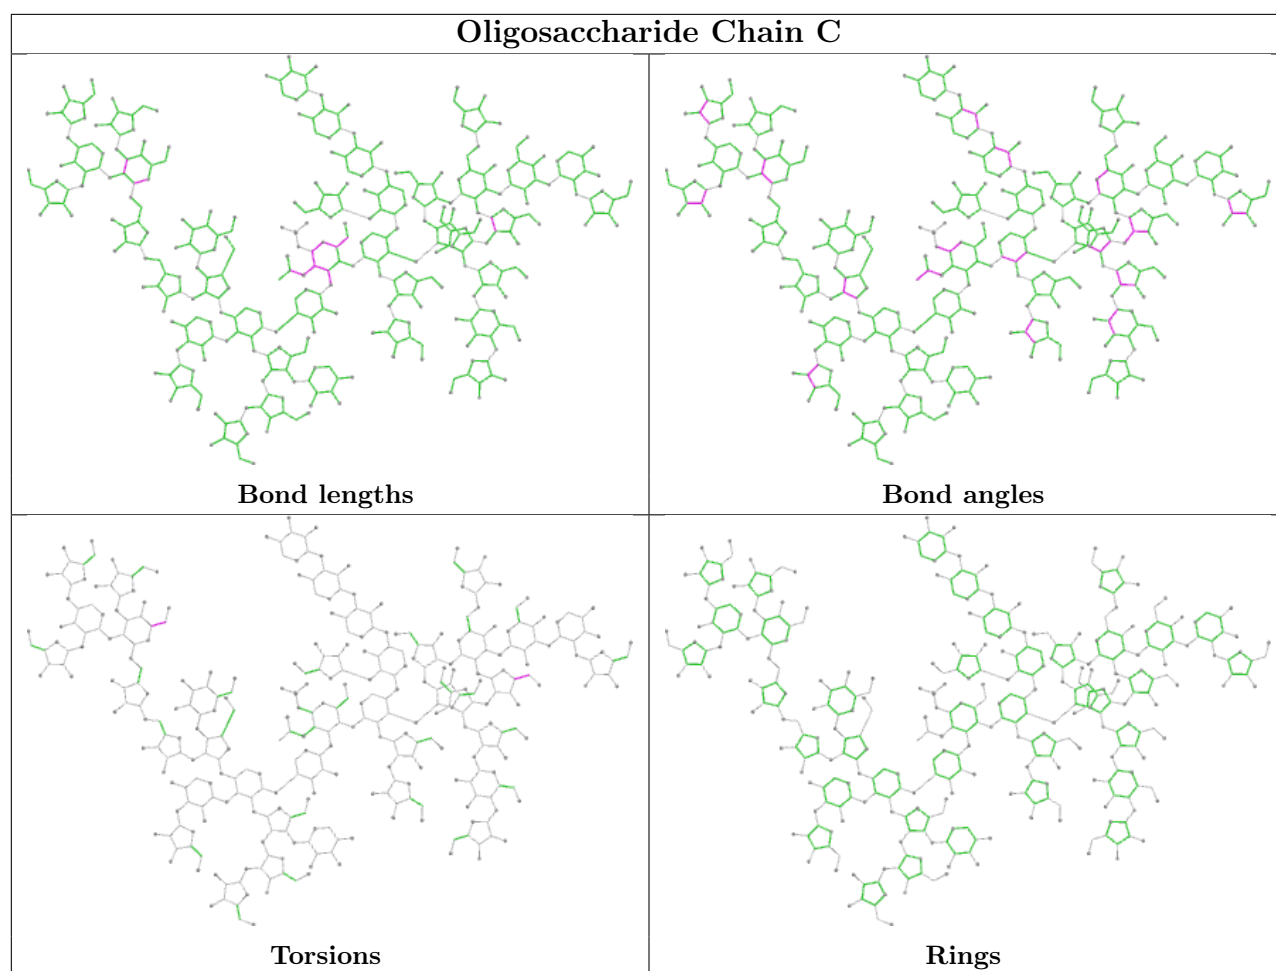 Oligosaccharide Chain C
Bond lengths
Bond angles
Torsions
Rings